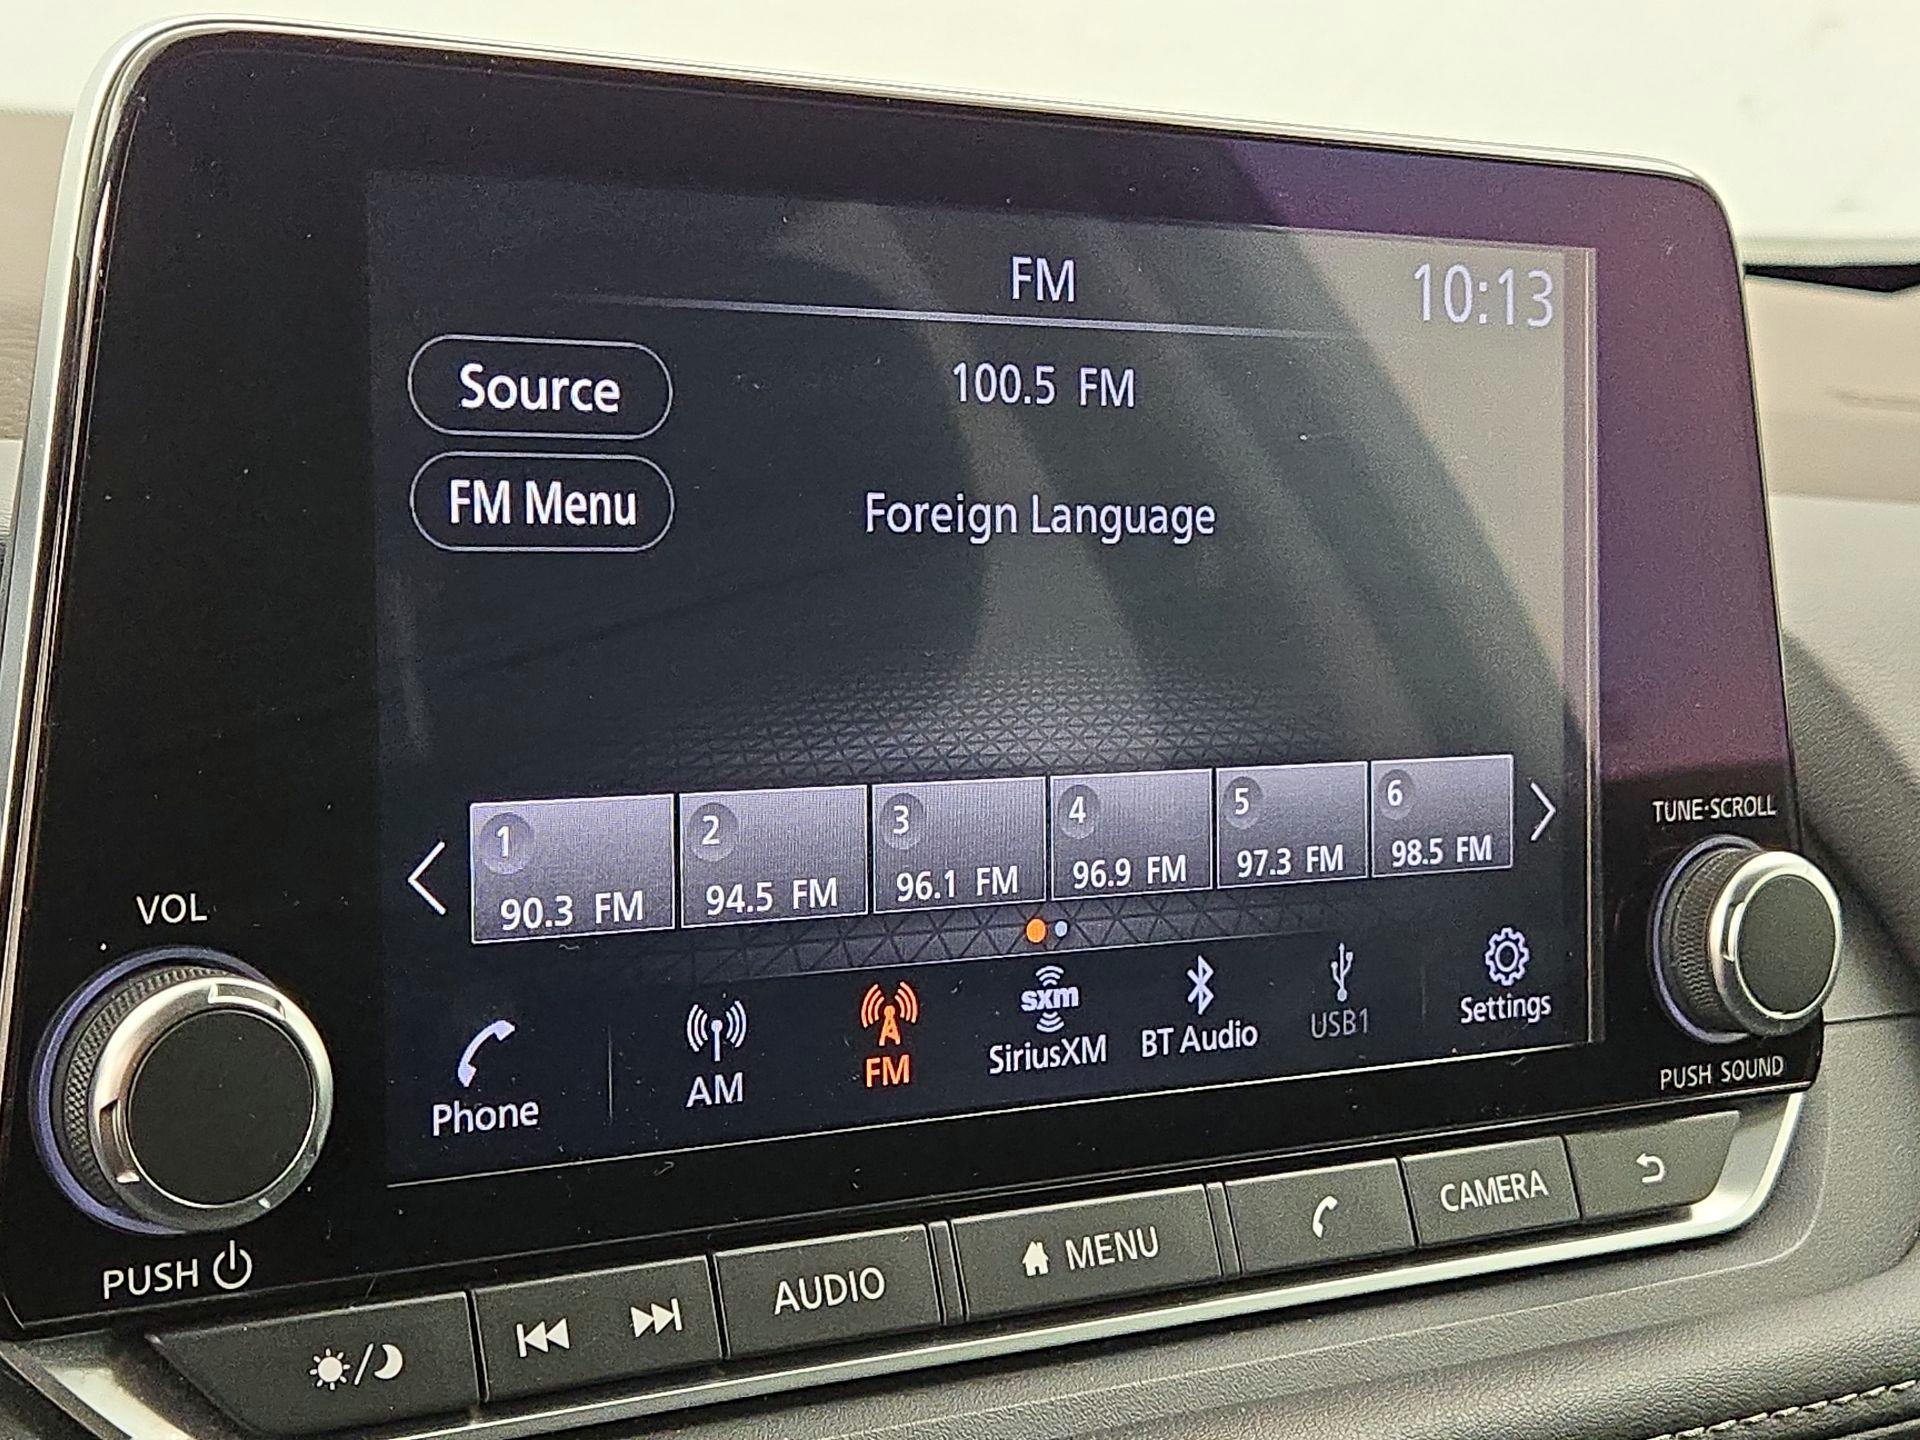 FM
10:13
Source
100.5 FM
FM Menu
Foreign Language
1
90.3 FM
2
94.5 FM
3
96.1 FM
4
96.9 FM
5
97.3 FM
6
98.5 FM
Phone
AM
FM
sxm
SiriusXM
BT Audio
USB1
Settings
VOL
PUSH
TUNE·SCROLL
PUSH SOUND
AUDIO
MENU
CAMERA